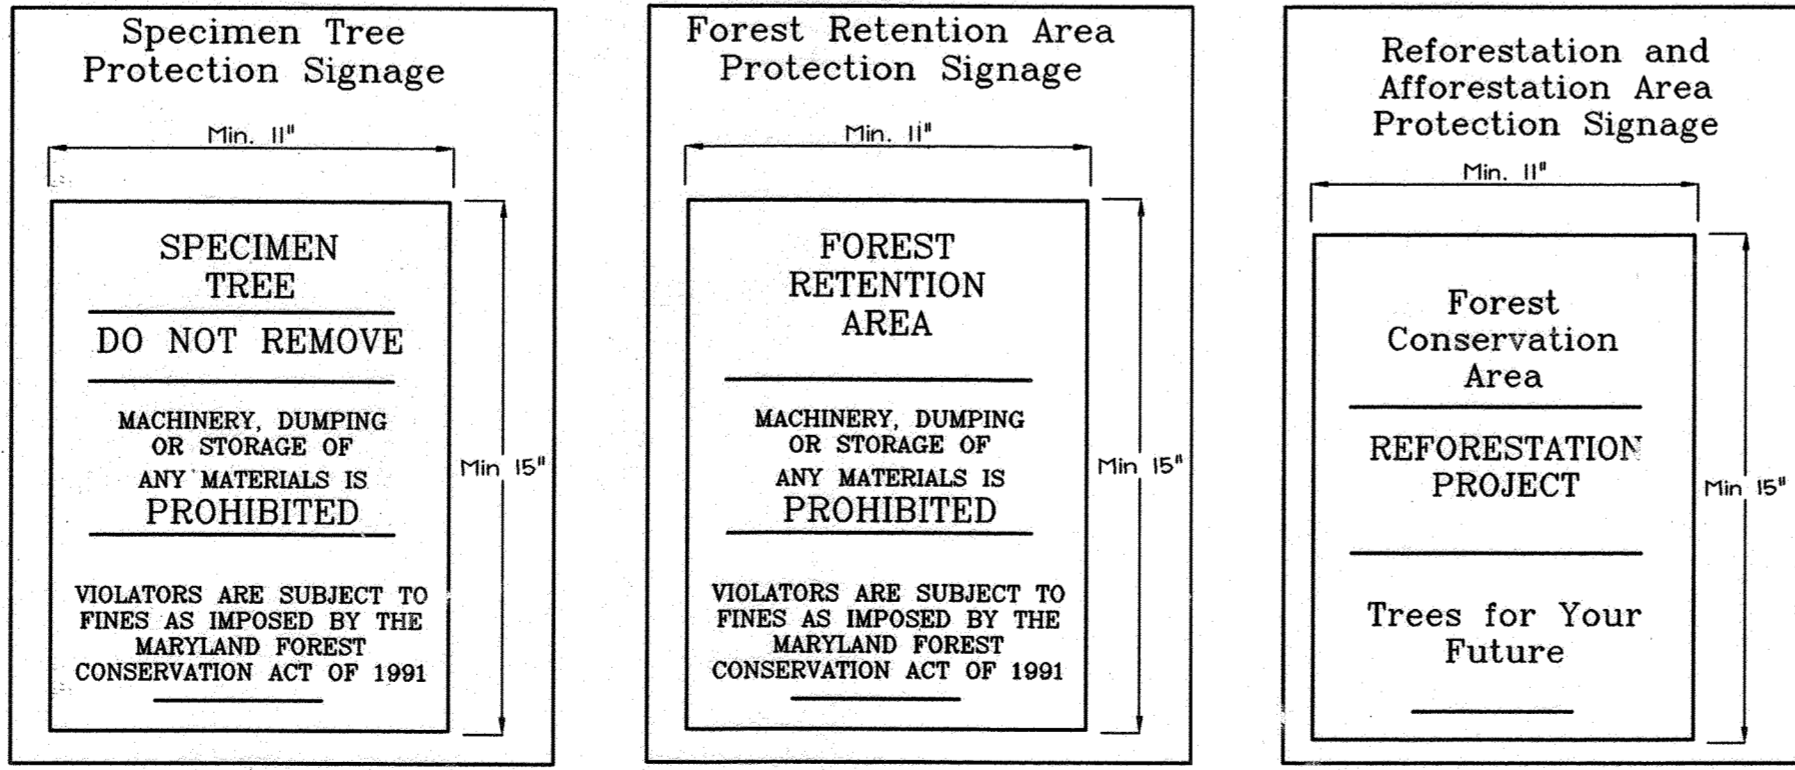 Specimen Tree
Protection Signage
Min. 11"
SPECIMEN
TREE
DO NOT REMOVE
MACHINERY, DUMPING
OR STORAGE OF
ANY MATERIALS IS
PROHIBITED
VIOLATORS ARE SUBJECT TO
FINES AS IMPOSED BY THE
MARYLAND FOREST
CONSERVATION ACT OF 1991
Min 15"
Forest Retention Area
Protection Signage
Min. 11"
FOREST
RETENTION
AREA
MACHINERY, DUMPING
OR STORAGE OF
ANY MATERIALS IS
PROHIBITED
VIOLATORS ARE SUBJECT TO
FINES AS IMPOSED BY THE
MARYLAND FOREST
CONSERVATION ACT OF 1991
Min 15"
Reforestation and
Afforestation Area
Protection Signage
Min. 11"
Forest
Conservation
Area
REFORESTATION
PROJECT
Trees for Your
Future
Min 15"